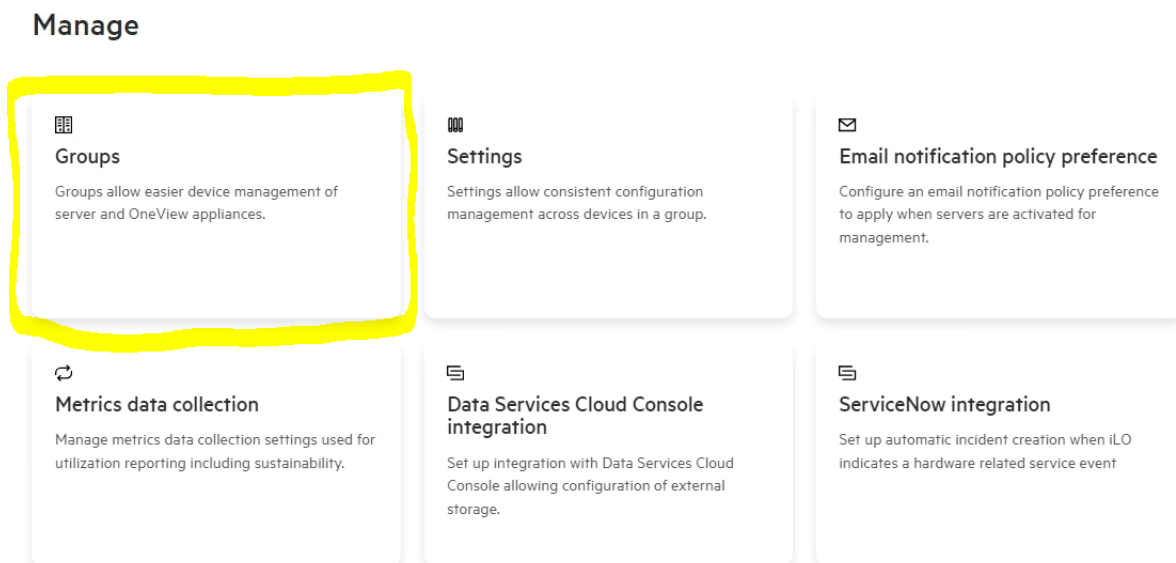 Manage
Groups
Groups allow easier device management of
server and OneView appliances.
Settings
Settings allow consistent configuration
management across devices in a group.
Email notification policy preference
Configure an email notification policy preference
to apply when servers are activated for
management.
Metrics data collection
Manage metrics data collection settings used for
utilization reporting including sustainability.
Data Services Cloud Console
integration
Set up integration with Data Services Cloud
Console allowing configuration of external
storage.
ServiceNow integration
Set up automatic incident creation when iLO
indicates a hardware related service event